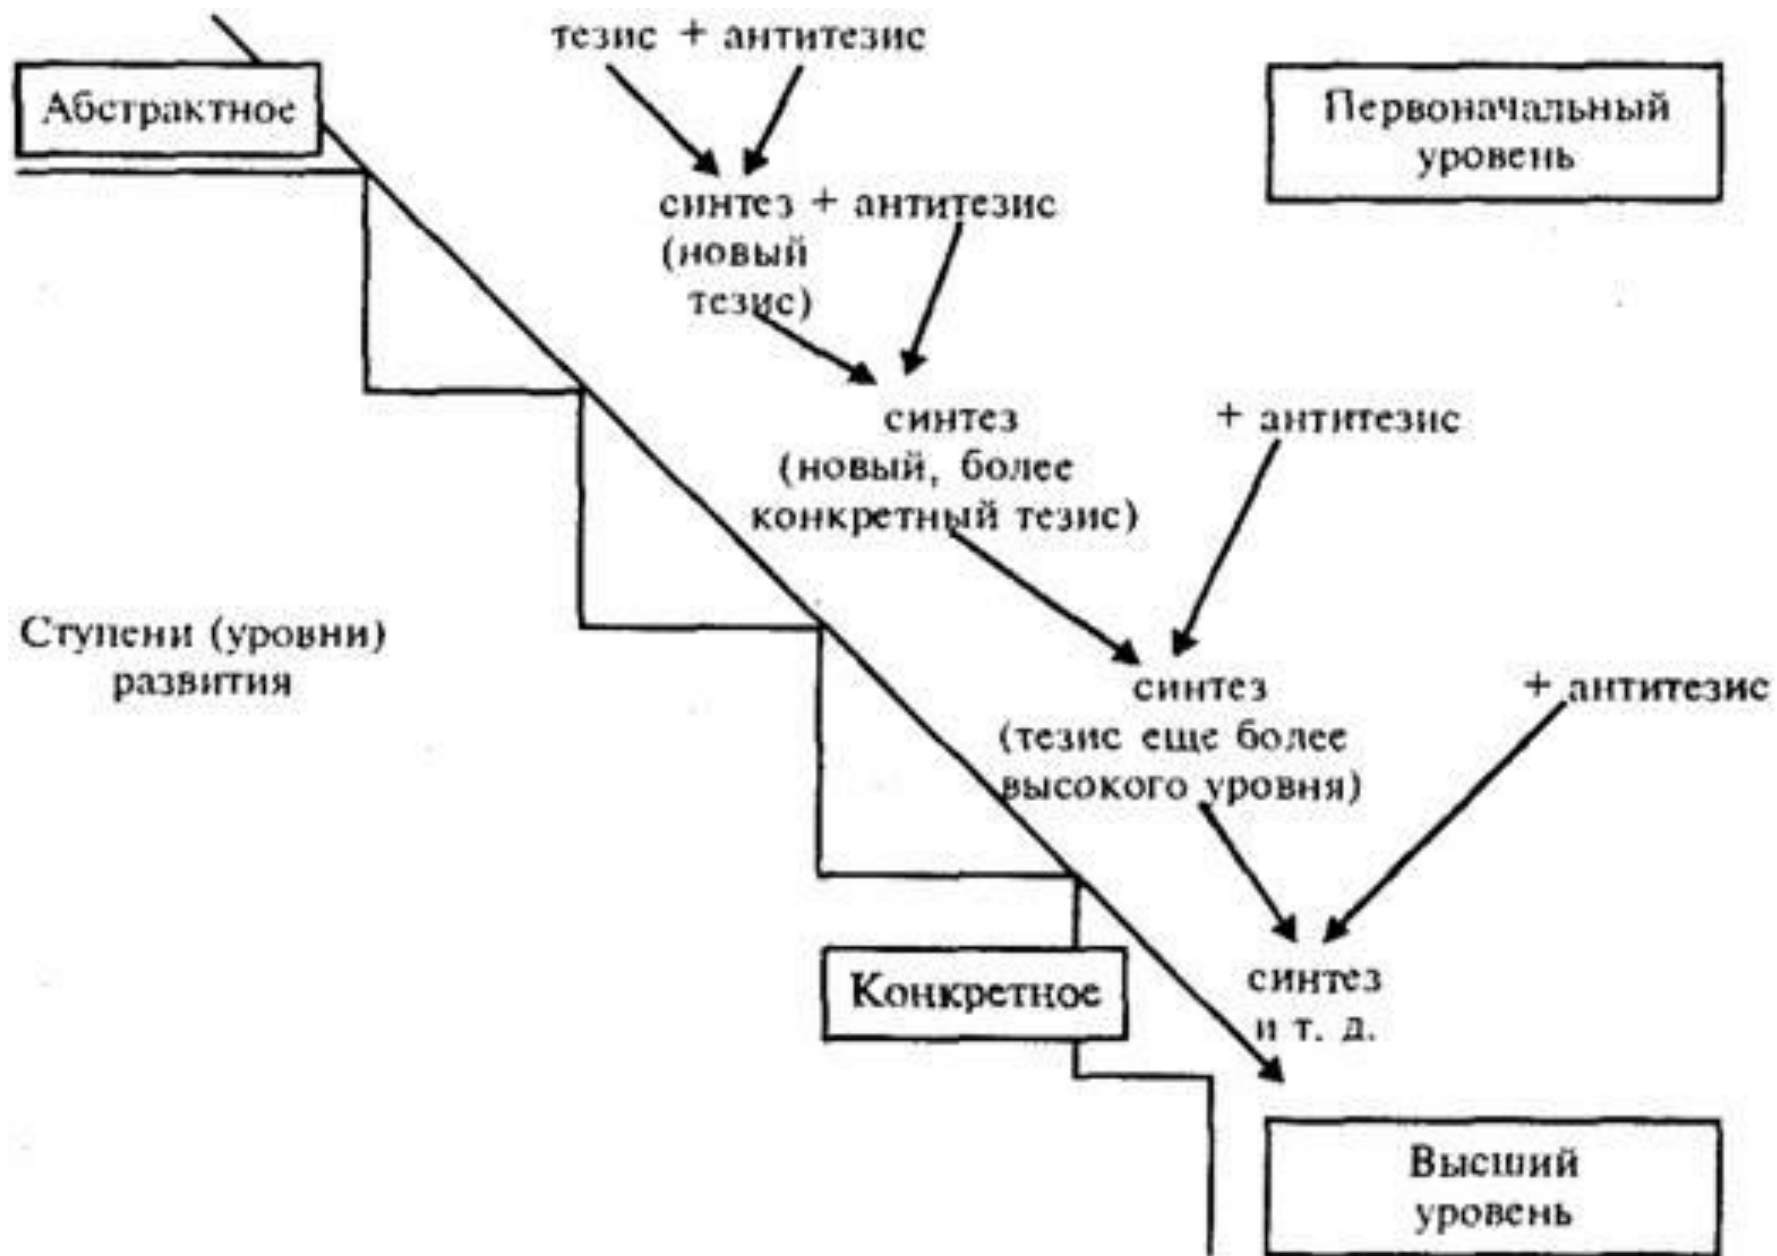 тезис + антитезис
Абстрактное
Первоначальный
уровень
синтез + антитезис
(новый
тезис)
синтез + антитезис
(новый, более
конкретный тезис)
Ступени (уровни)
развития
синтез + антитезис
(тезис еще более
высокого уровня)
Конкретное
синтез
и т. д.
Высший
уровень